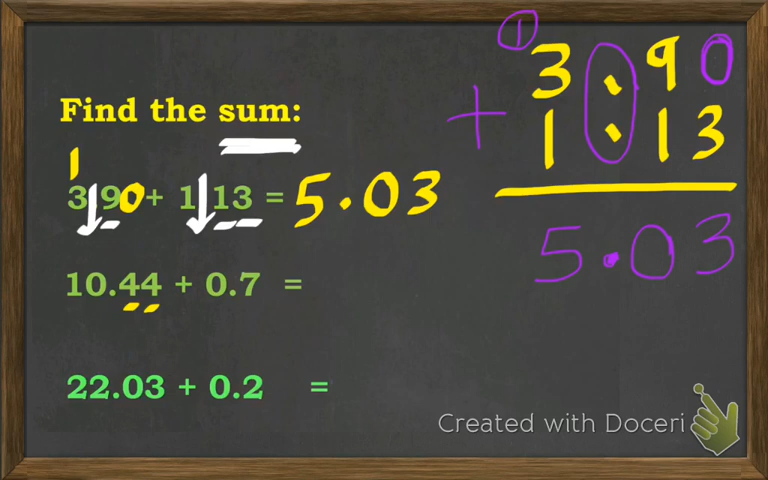 Find the sum:
1
3.90 + 1.13 = 5.03
10.44 + 0.7 =
22.03 + 0.2 =
1
3.90
+ 1.13
5.03
Created with Doceri